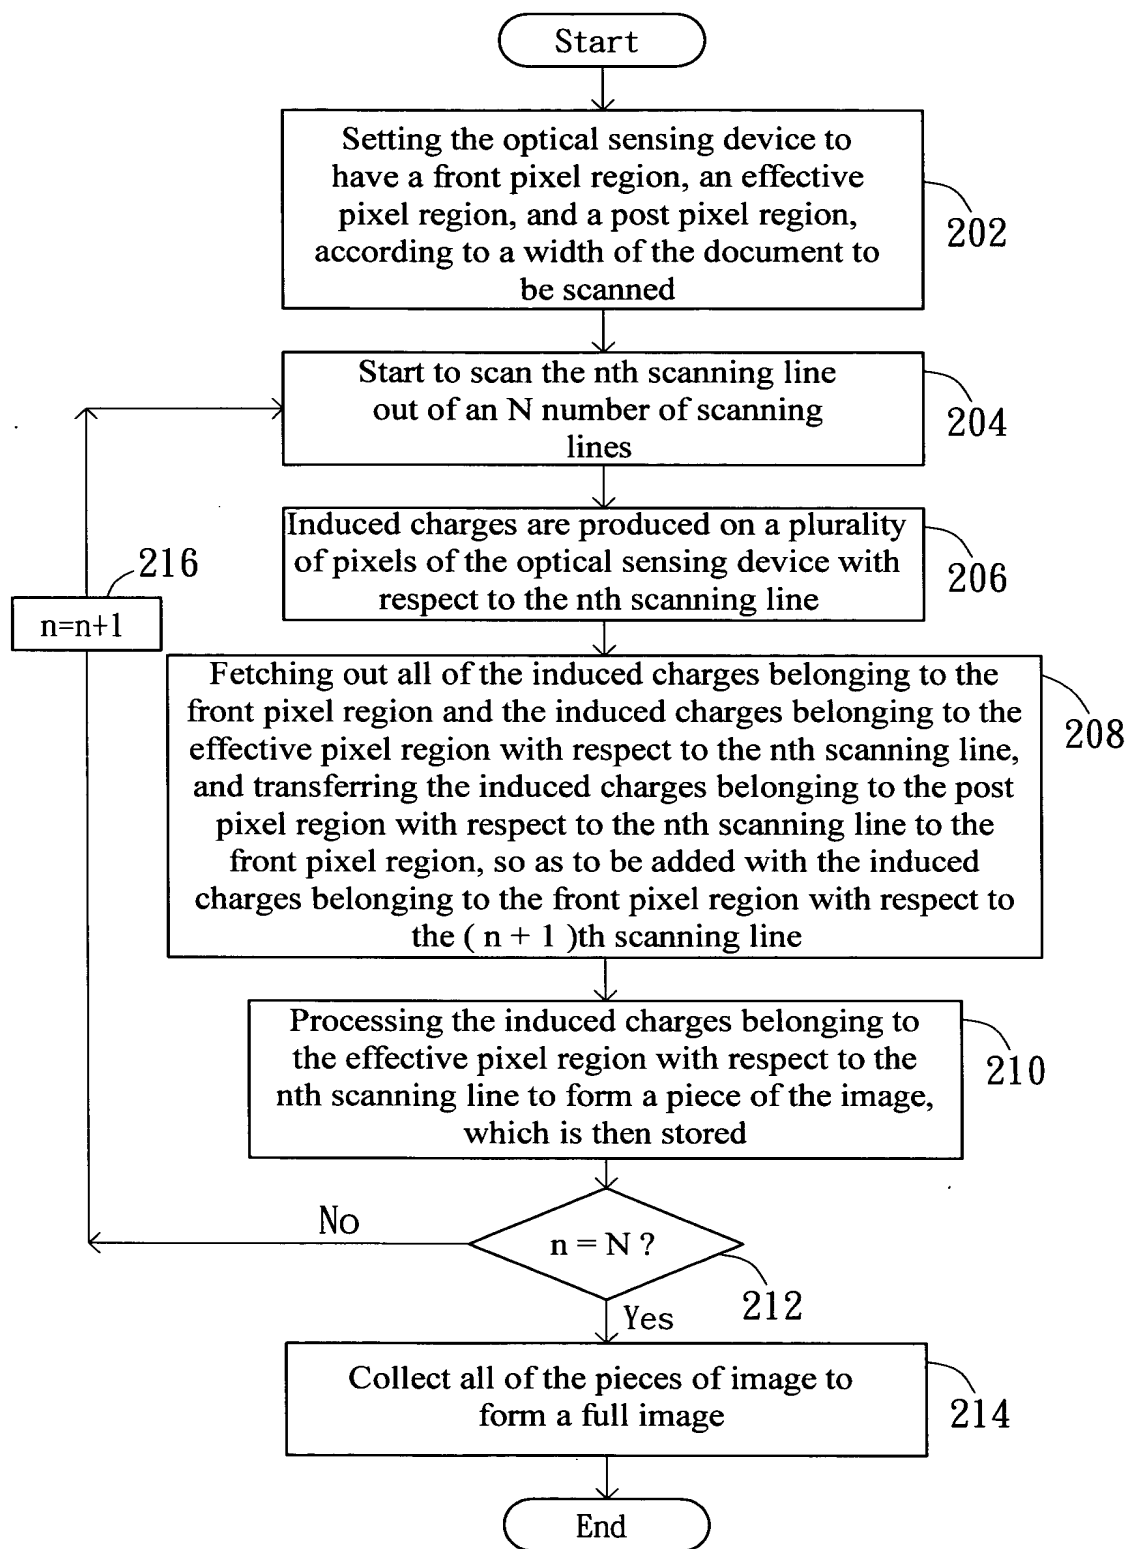 Start
Setting the optical sensing device to
have a front pixel region, an effective
pixel region, and a post pixel region,
according to a width of the document to
be scanned
202
Start to scan the nth scanning line
out of an N number of scanning
lines
204
Induced charges are produced on a plurality
of pixels of the optical sensing device with
respect to the nth scanning line
206
216
n=n+1
Fetching out all of the induced charges belonging to the
front pixel region and the induced charges belonging to the
effective pixel region with respect to the nth scanning line,
and transferring the induced charges belonging to the post
pixel region with respect to the nth scanning line to the
front pixel region, so as to be added with the induced
charges belonging to the front pixel region with respect to
the ( n + 1 )th scanning line
208
Processing the induced charges belonging to
the effective pixel region with respect to the
nth scanning line to form a piece of the image,
which is then stored
210
No
n = N ?
212
Yes
Collect all of the pieces of image to
form a full image
214
End